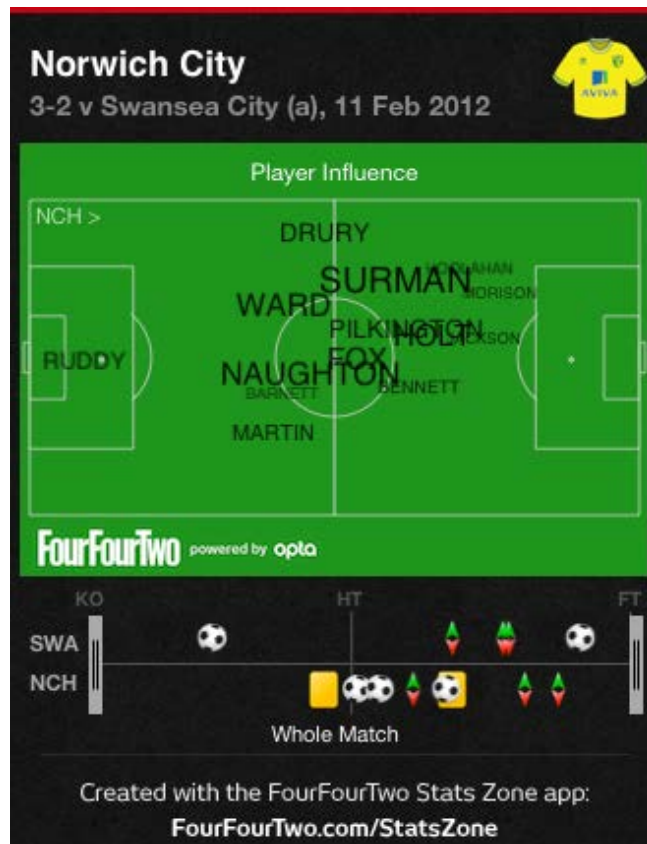 Norwich City
3-2 v Swansea City (a), 11 Feb 2012
AVIVA
Player Influence
NCH >
DRURY
HOOLAHAN
SURMAN
MORISON
WARD
PILKINGTON
HOLT
JACKSON
RUDDY
FOX
NAUGHTON
BENNETT
BARNETT
MARTIN
FourFourTwo powered by opta
KO HT FT
SWA
NCH
Whole Match
Created with the FourFourTwo Stats Zone app:
FourFourTwo.com/StatsZone